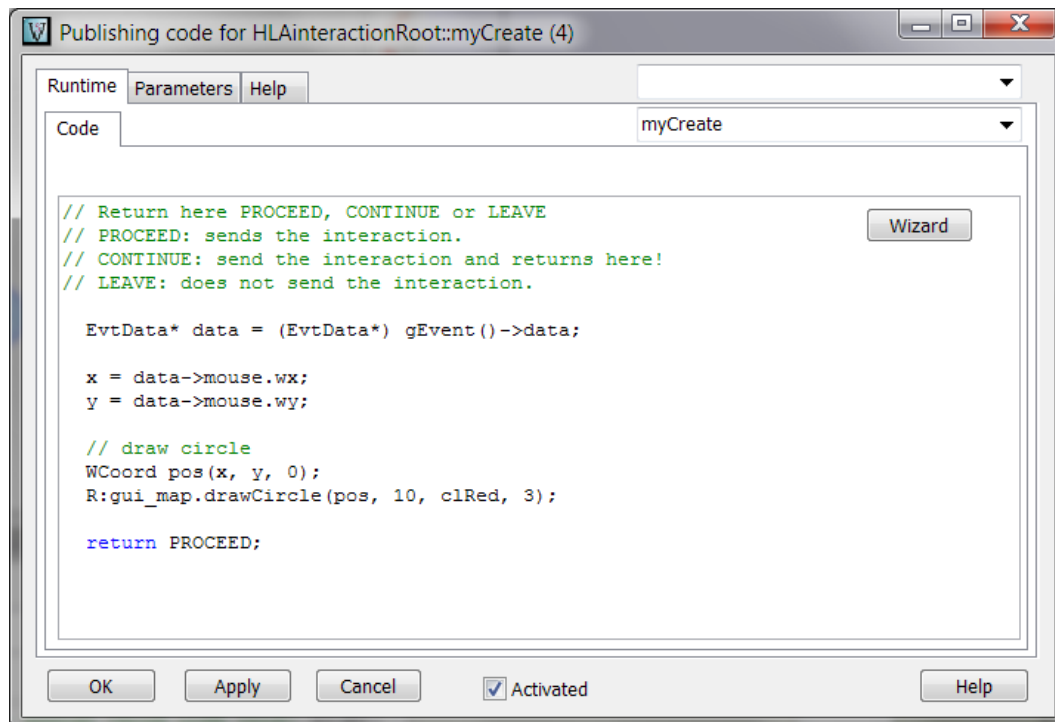 Publishing code for HLAinteractionRoot::myCreate (4)
Runtime Parameters Help
Code myCreate
// Return here PROCEED, CONTINUE or LEAVE
Wizard
// PROCEED: sends the interaction.
// CONTINUE: send the interaction and returns here!
// LEAVE: does not send the interaction.
EvtData* data = (EvtData*) gEvent()->data;
x = data->mouse.wx;
y = data->mouse.wy;
// draw circle
WCoord pos(x, y, 0);
R:gui_map.drawCircle(pos, 10, clRed, 3);
return PROCEED;
OK Apply Cancel Activated Help